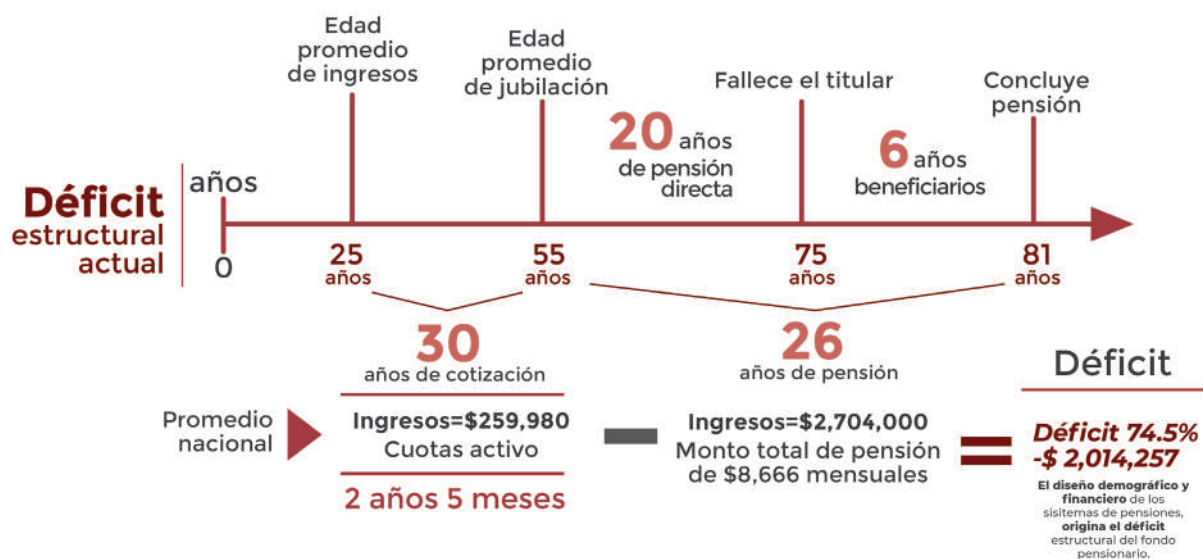 Edad
promedio
de ingresos
Edad
promedio
de jubilación
Fallece el titular
Concluye
pensión
20 años
de pensión
directa
6 años
beneficiarios
Déficit
estructural
actual
años
0
25
años
55
años
75
años
81
años
30
años de cotización
26
años de pensión
Déficit
Promedio
nacional
Ingresos=$259,980
Cuotas activo
2 años 5 meses
Ingresos=$2,704,000
Monto total de pensión
de $8,666 mensuales
Déficit 74.5%
-$ 2,014,257
El diseño demográfico y
financiero de los
sisitemas de pensiones,
origina el déficit
estructural del fondo
pensionario.